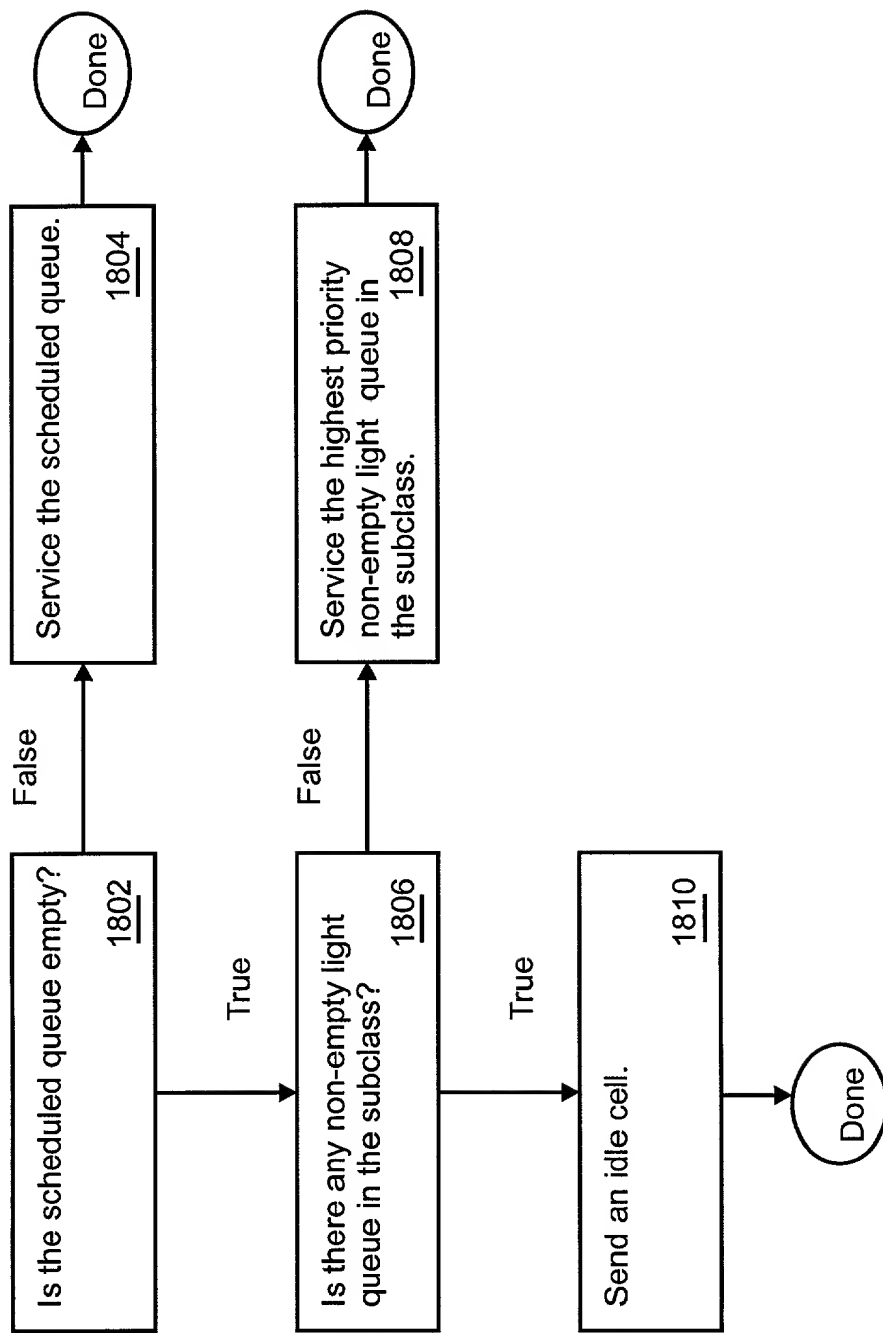 Is the scheduled queue empty?
1802
False
Service the scheduled queue.
1804
Done
True
Is there any non-empty light
queue in the subclass?
1806
False
Service the highest priority
non-empty light queue in
the subclass.
1808
Done
True
Send an idle cell.
1810
Done